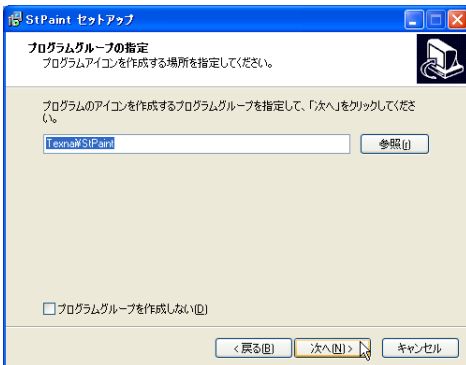 StPaint セットアップ
プログラムグループの指定
プログラムアイコンを作成する場所を指定してください。
プログラムのアイコンを作成するプログラムグループを指定して、「次へ」をクリックしてくださ
い。
Texnai¥StPaint
参照(r)
プログラムグループを作成しない(D)
< 戻る(B)
次へ(N) >
キャンセル